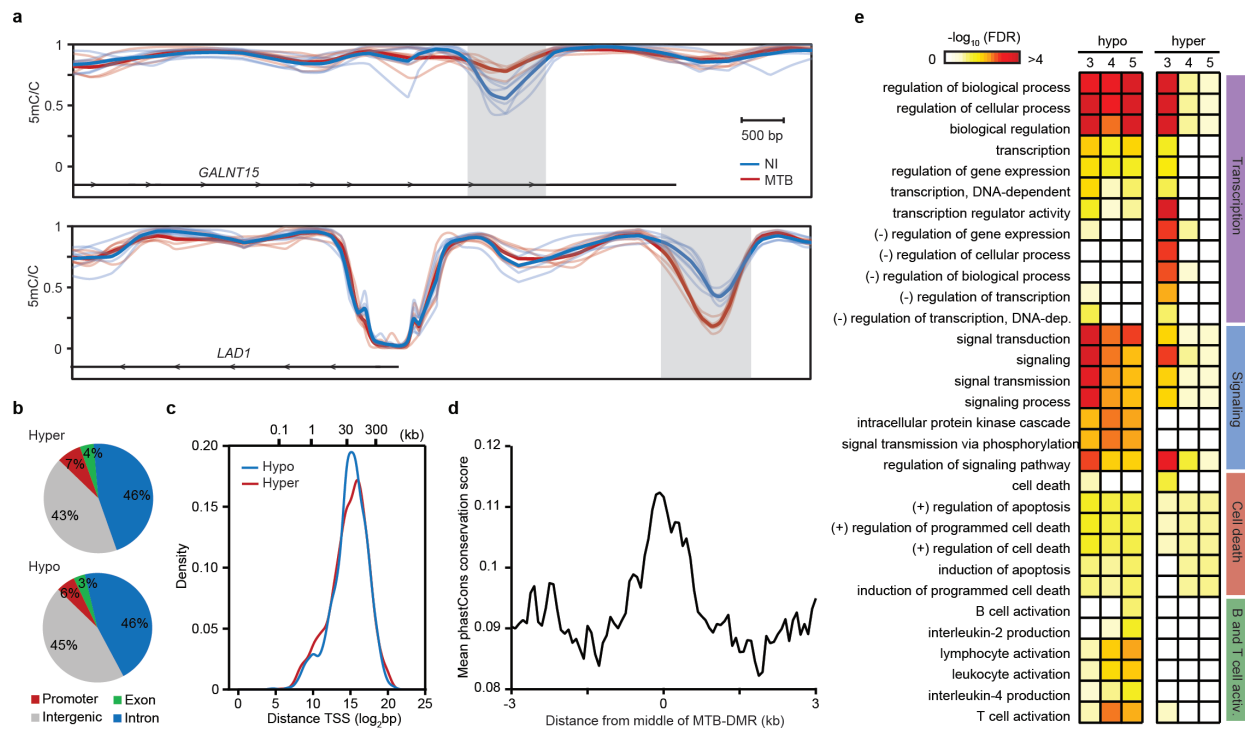 a
1
0.5
0
5mC/C
GALNT15
500 bp
NI
MTB
1
0.5
0
5mC/C
LAD1
b
Hyper
4%
7%
46%
43%
Hypo
3%
6%
46%
45%
Promoter
Exon
Intergenic
Intron
c
0.1 1 30 300 (kb)
0.20
0.15
0.10
0.05
0
Density
Hypo
Hyper
0 5 10 15 20 25
Distance TSS (log2bp)
d
0.12
0.11
0.1
0.09
0.08
Mean phastCons conservation score
-3 0 3
Distance from middle of MTB-DMR (kb)
e
-log10 (FDR)
0 >4
hypo hyper
3 4 5 3 4 5
regulation of biological process
regulation of cellular process
biological regulation
transcription
regulation of gene expression
transcription, DNA-dependent
transcription regulator activity
(-) regulation of gene expression
(-) regulation of cellular process
(-) regulation of biological process
(-) regulation of transcription
(-) regulation of transcription, DNA-dep.
signal transduction
signaling
signal transmission
signaling process
intracellular protein kinase cascade
signal transmission via phosphorylation
regulation of signaling pathway
cell death
(+) regulation of apoptosis
(+) regulation of programmed cell death
(+) regulation of cell death
induction of apoptosis
induction of programmed cell death
B cell activation
interleukin-2 production
lymphocyte activation
leukocyte activation
interleukin-4 production
T cell activation
Transcription
Signaling
Cell death
B and T cell activ.